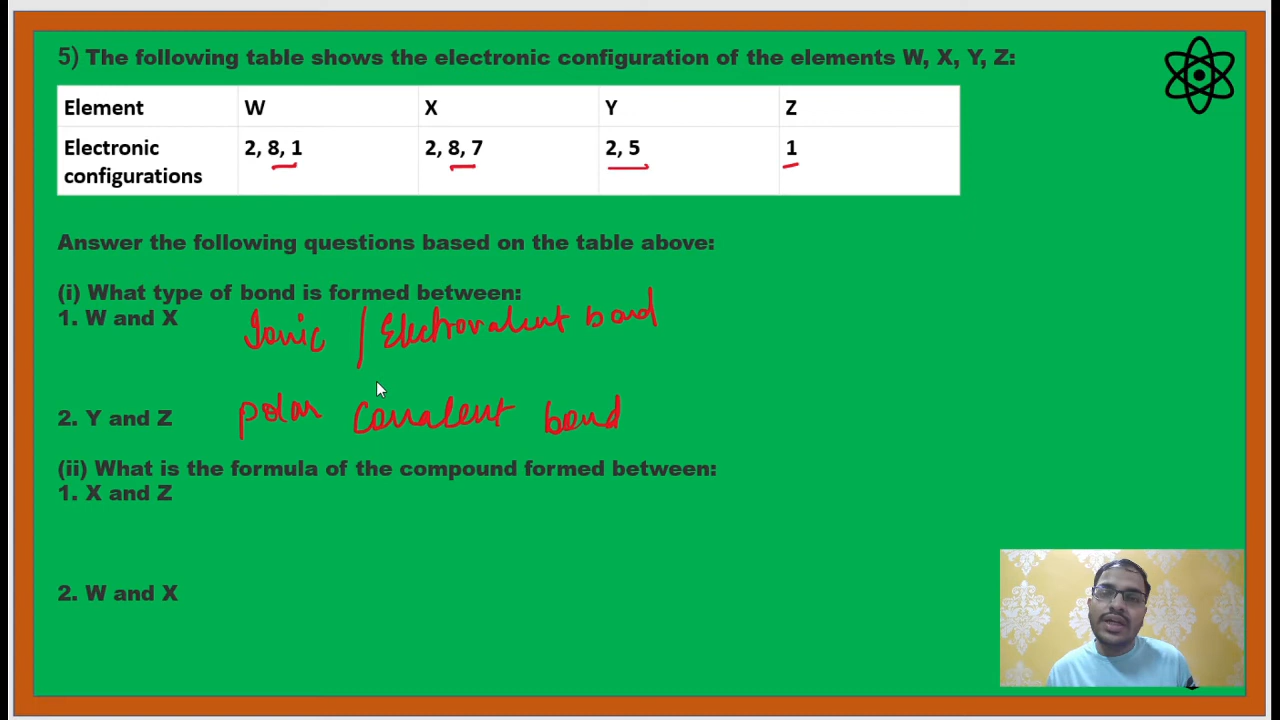 5) The following table shows the electronic configuration of the elements W, X, Y, Z:
Element W X Y Z
Electronic configurations 2, 8, 1 2, 8, 7 2, 5 1
Answer the following questions based on the table above:
(i) What type of bond is formed between:
1. W and X Ionic / Electrovalent bond
2. Y and Z polar covalent bond
(ii) What is the formula of the compound formed between:
1. X and Z
2. W and X